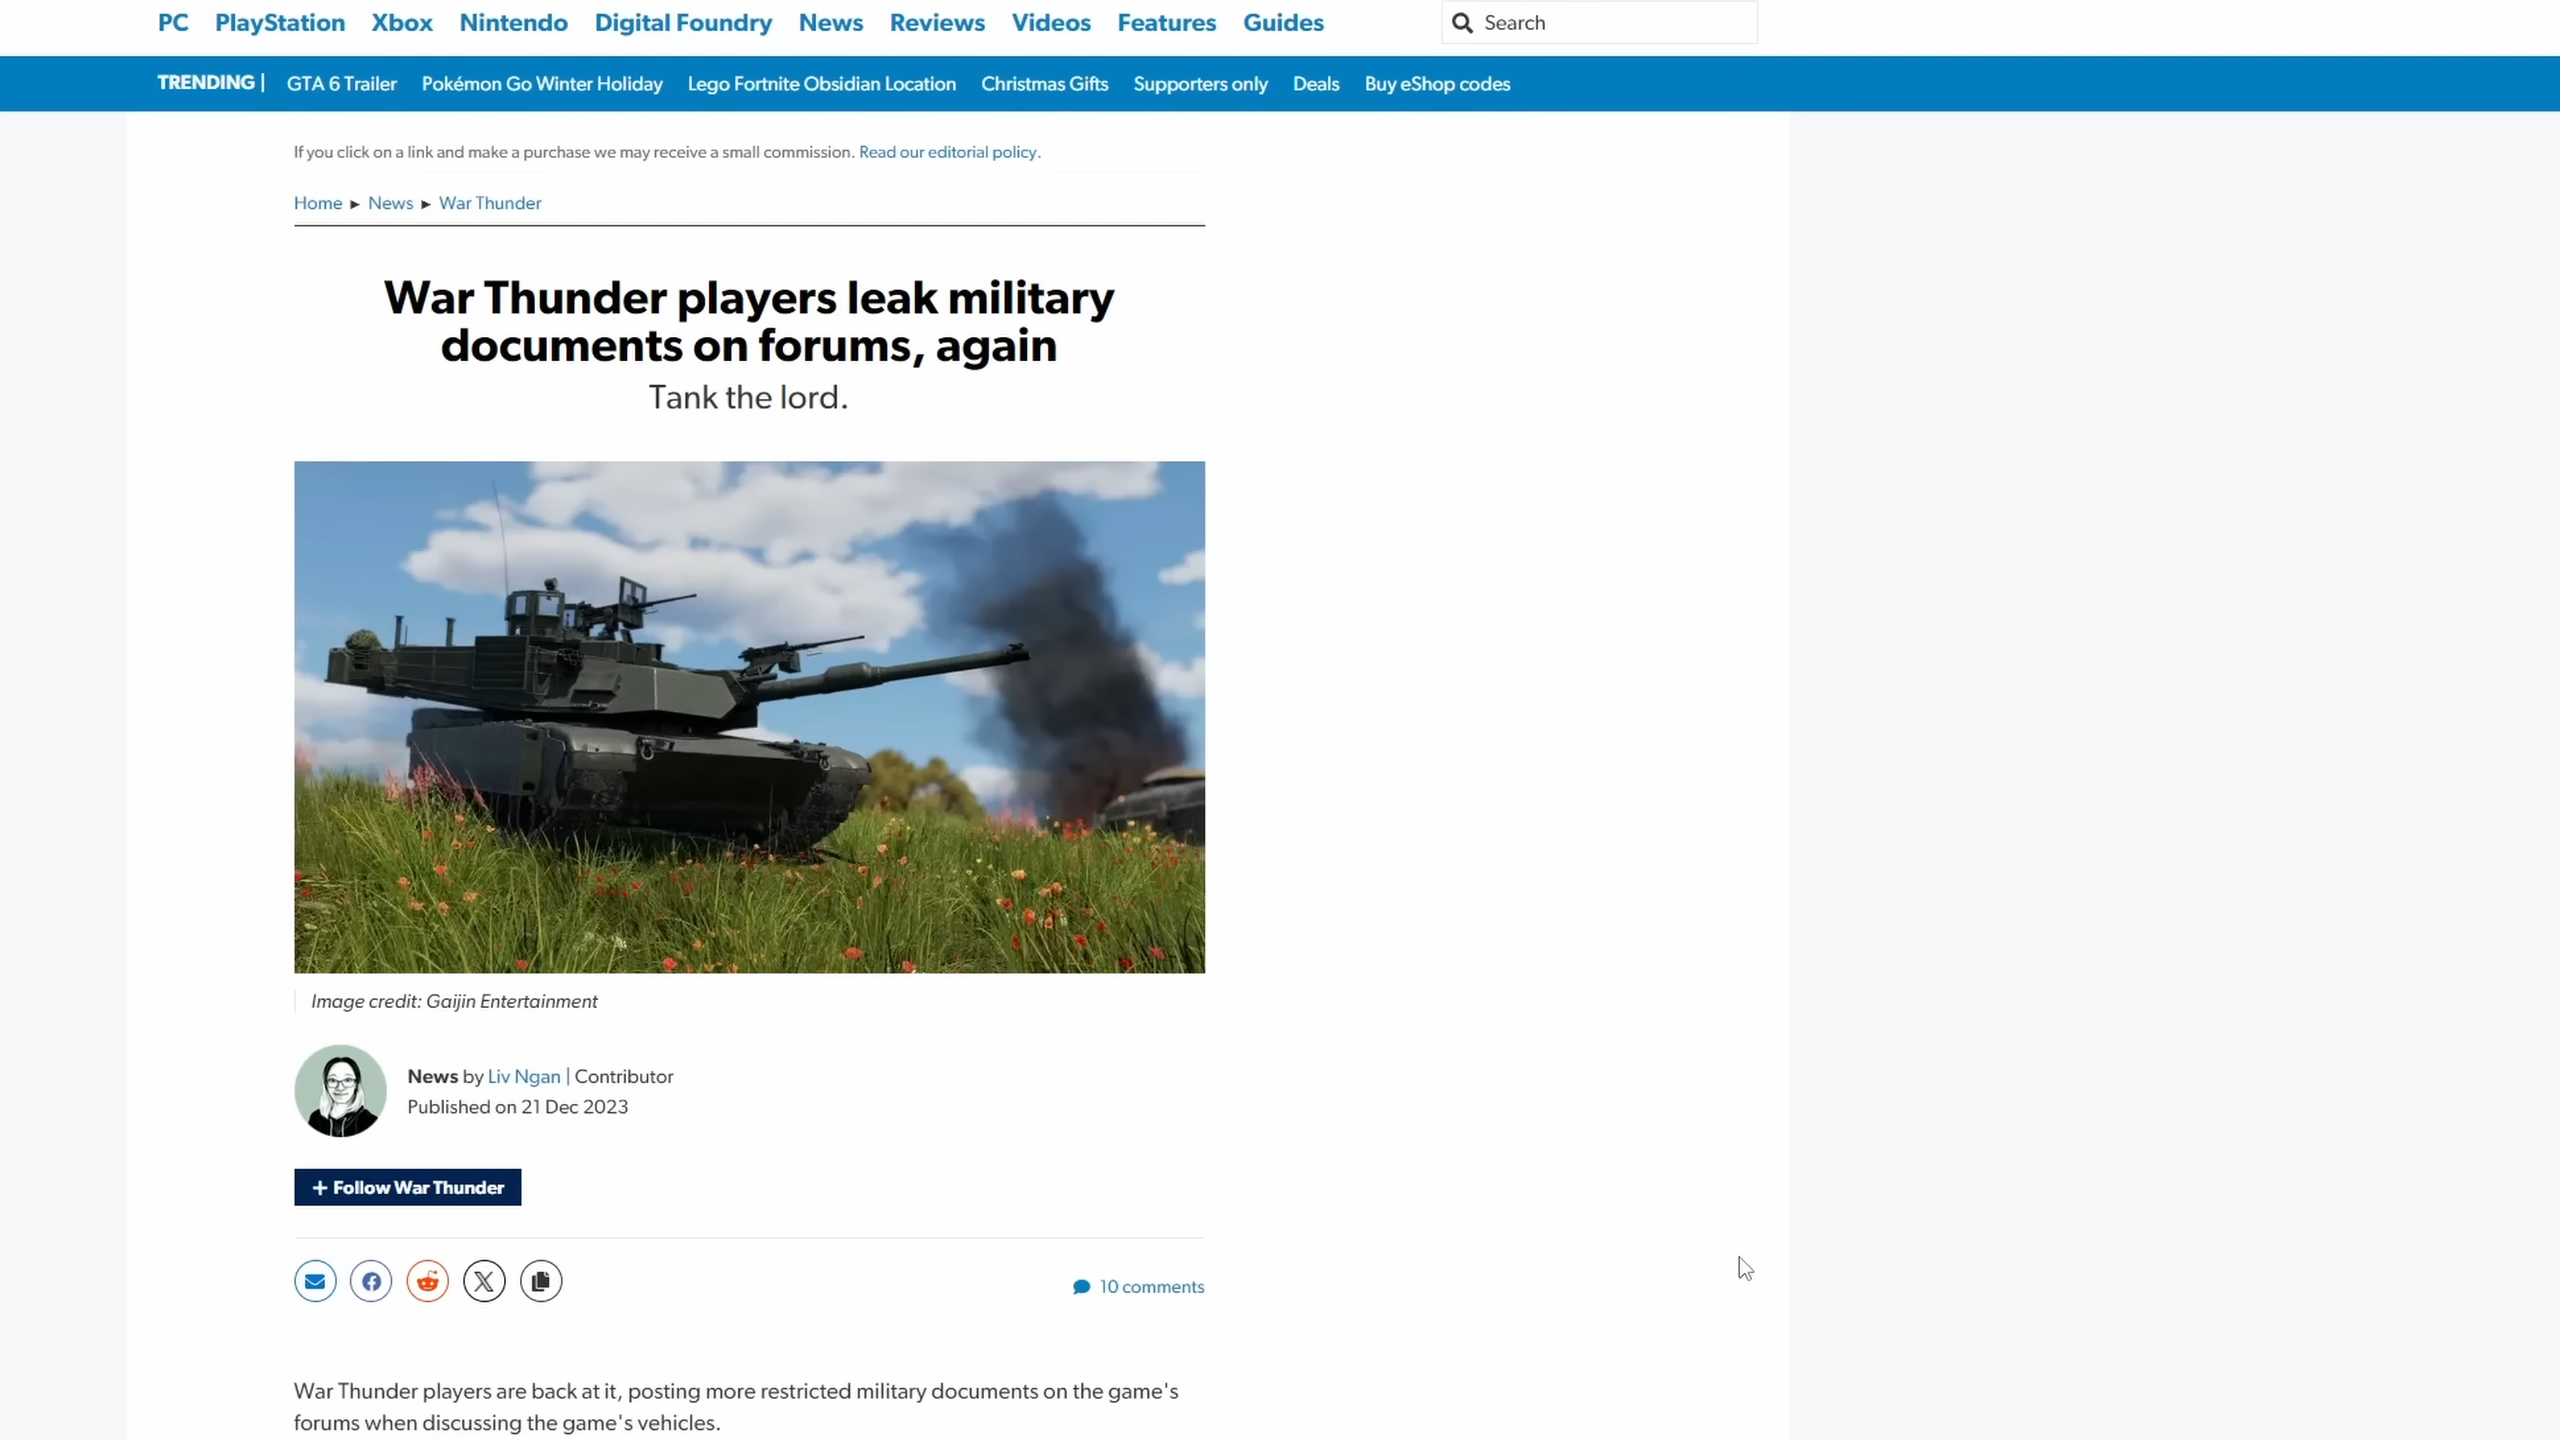 PC PlayStation Xbox Nintendo Digital Foundry News Reviews Videos Features Guides Search
TRENDING | GTA 6 Trailer Pokémon Go Winter Holiday Lego Fortnite Obsidian Location Christmas Gifts Supporters only Deals Buy eShop codes
If you click on a link and make a purchase we may receive a small commission. Read our editorial policy.
Home ▸ News ▸ War Thunder
War Thunder players leak military
documents on forums, again
Tank the lord.
Image credit: Gaijin Entertainment
News by Liv Ngan | Contributor
Published on 21 Dec 2023
+ Follow War Thunder
10 comments
War Thunder players are back at it, posting more restricted military documents on the game's
forums when discussing the game's vehicles.